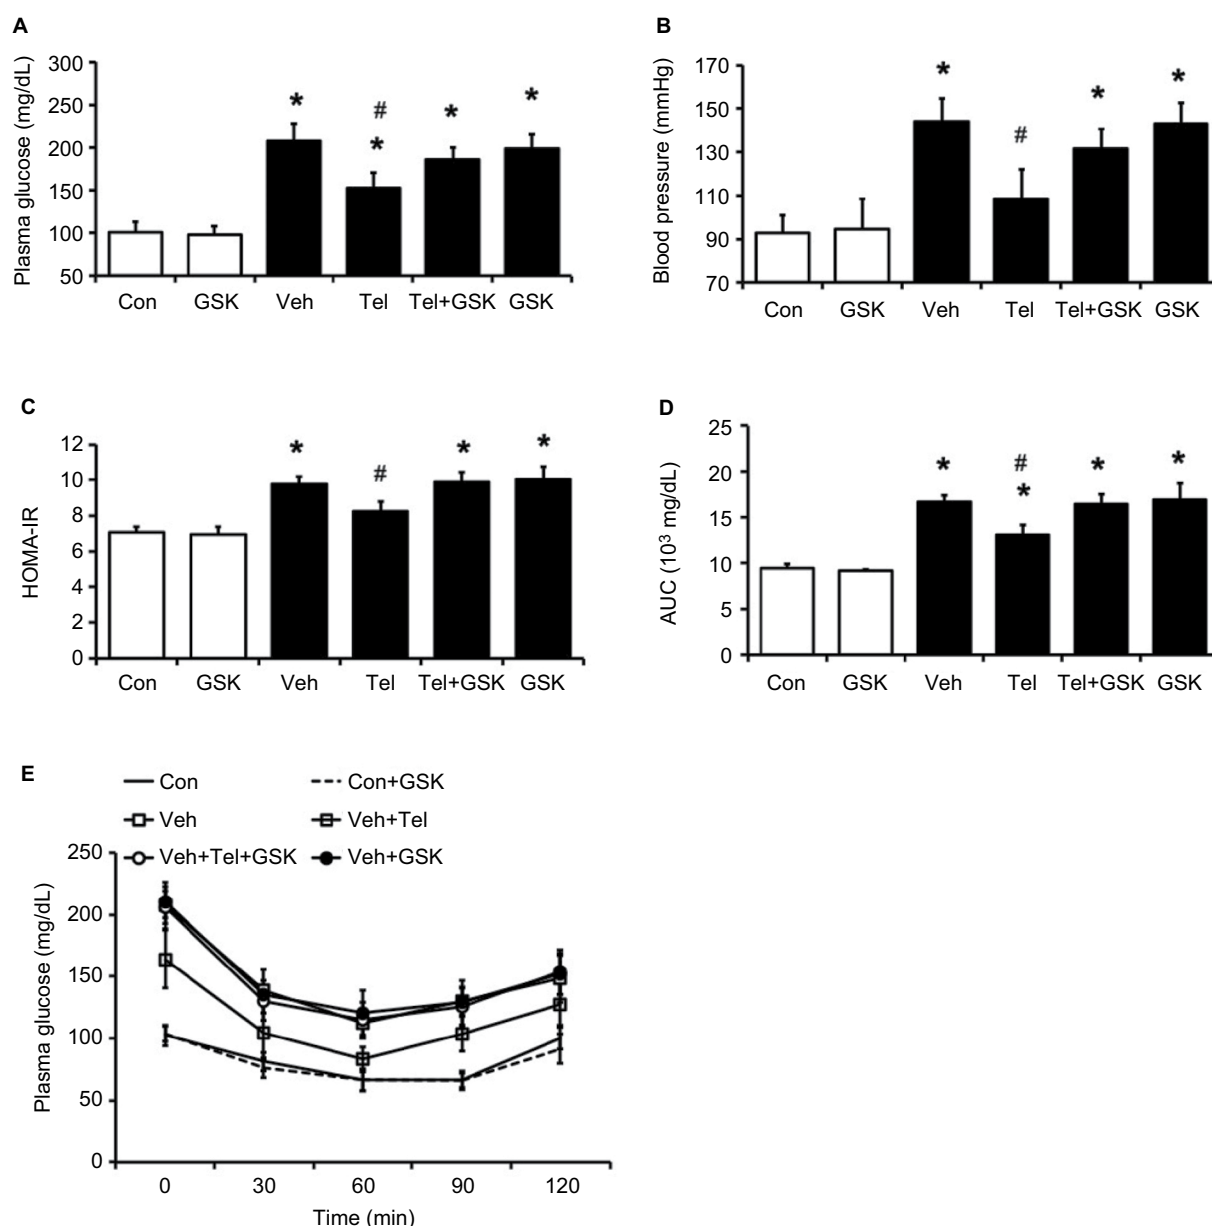 A
Plasma glucose (mg/dL)
300
250
200
150
100
50
*
#
*
*
*
Con GSK Veh Tel Tel+GSK GSK
B
Blood pressure (mmHg)
170
150
130
110
90
70
*
#
*
*
Con GSK Veh Tel Tel+GSK GSK
C
HOMA-IR
12
10
8
6
4
2
0
*
#
*
*
Con GSK Veh Tel Tel+GSK GSK
D
AUC (10³ mg/dL)
25
20
15
10
5
0
*
#
*
*
*
Con GSK Veh Tel Tel+GSK GSK
E
Con Con+GSK
Veh Veh+Tel
Veh+Tel+GSK Veh+GSK
Plasma glucose (mg/dL)
250
200
150
100
50
0
0 30 60 90 120
Time (min)